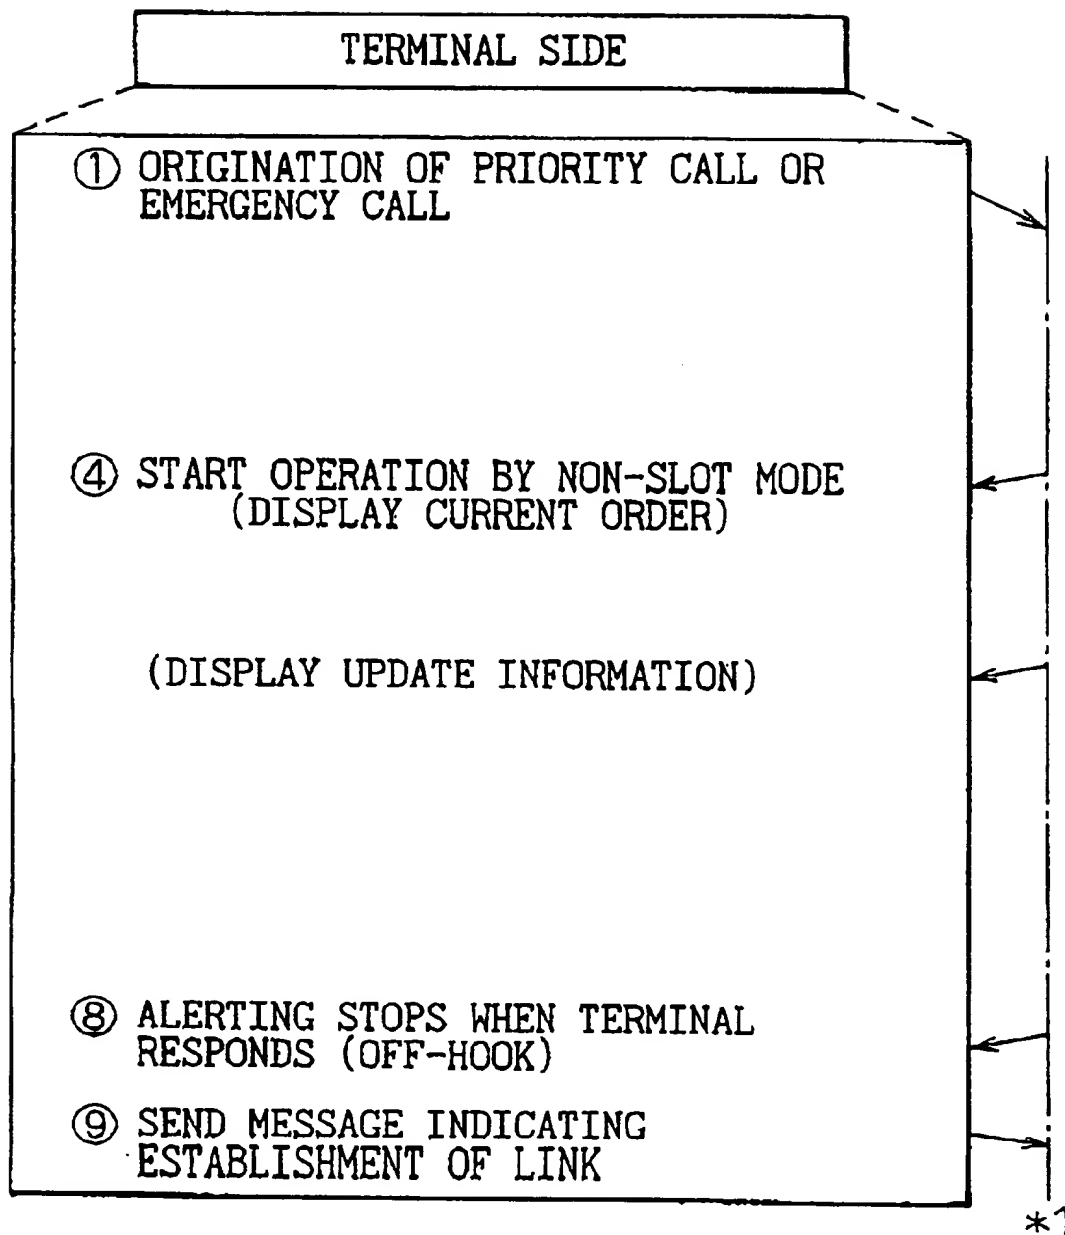 TERMINAL SIDE
① ORIGINATION OF PRIORITY CALL OR
EMERGENCY CALL
④ START OPERATION BY NON-SLOT MODE
(DISPLAY CURRENT ORDER)
(DISPLAY UPDATE INFORMATION)
⑧ ALERTING STOPS WHEN TERMINAL
RESPONDS (OFF-HOOK)
⑨ SEND MESSAGE INDICATING
ESTABLISHMENT OF LINK
*1